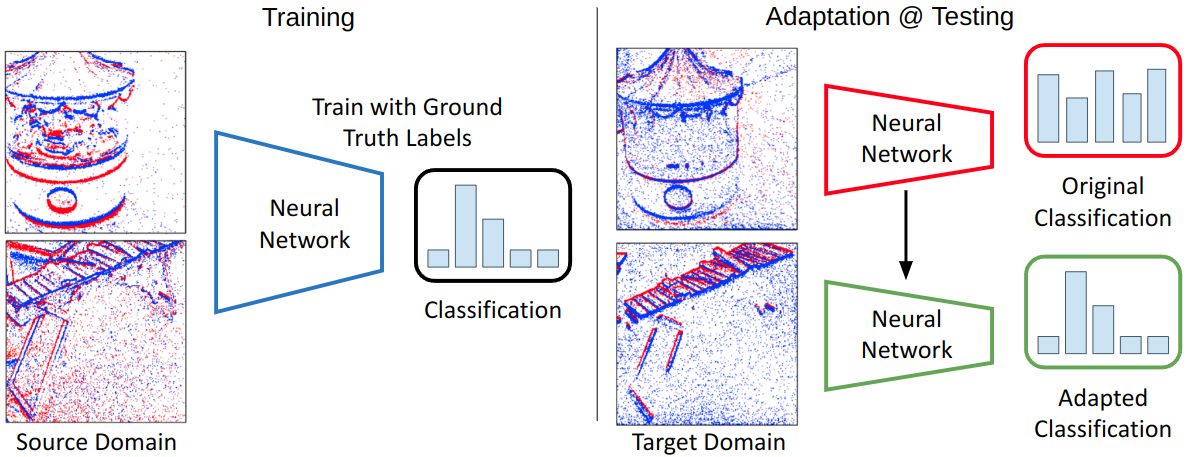 Training
Train with Ground
Truth Labels
Neural
Network
Classification
Source Domain
Adaptation @ Testing
Neural
Network
Original
Classification
Neural
Network
Adapted
Classification
Target Domain